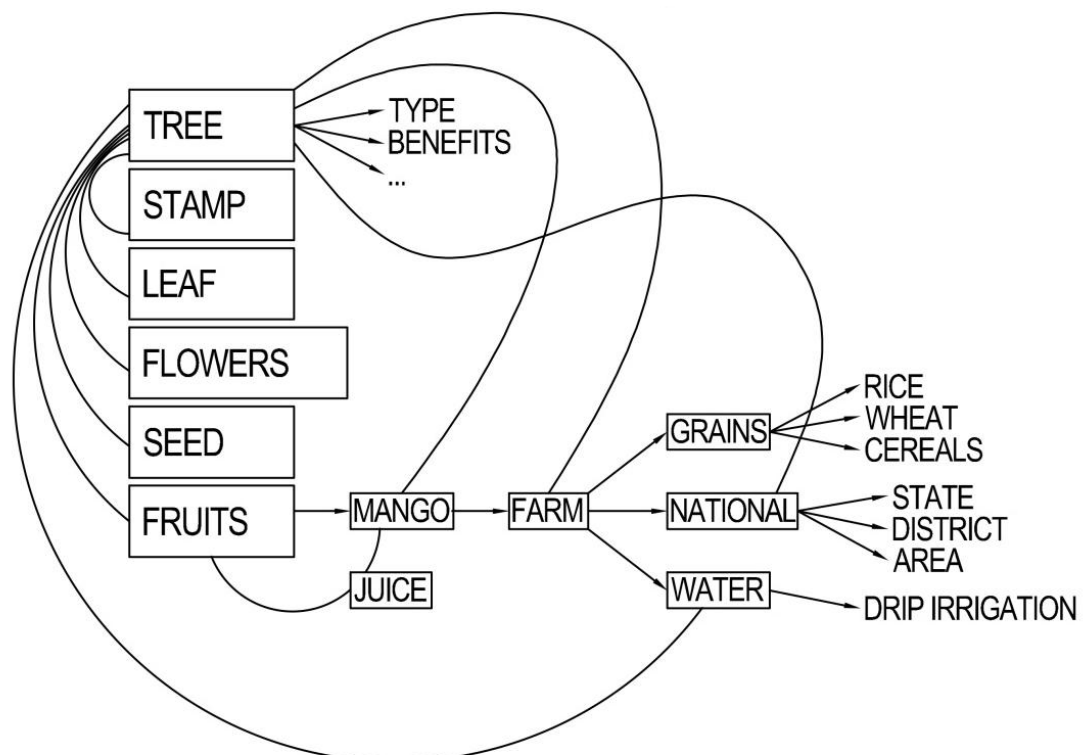 TREE
TYPE
BENEFITS
...
STAMP
LEAF
FLOWERS
SEED
FRUITS
MANGO
JUICE
FARM
GRAINS
RICE
WHEAT
CEREALS
NATIONAL
STATE
DISTRICT
AREA
WATER
DRIP IRRIGATION